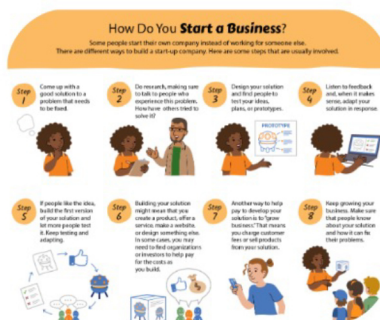 How Do You Start a Business?
Some people start their own company instead of working for someone else.
There are different ways to build a start-up company. Here are some steps that are usually involved.
Step 1
Come up with a
good solution to a
problem that needs
to be fixed.
Step 2
Do research, making sure
to talk to people who
experience this problem.
How have others tried to
solve it?
Step 3
Design your solution
and find people to
test your ideas,
plans, or prototypes.
PROTOTYPE
Step 4
Listen to feedback
and, when it makes
sense, adapt your
solution in response.
Step 5
If people like the idea,
build the first version
of your solution and
let more people test
it. Keep testing and
adapting.
Step 6
Building your solution
might mean that you
create a product, offer a
service, make a website,
or design something else.
In some cases, you may
need to find organizations
or investors to help pay
for the costs as
you build.
Step 7
Another way to help
pay to develop your
solution is to "grow
business." That means
you charge customer
fees or sell products
from your solution.
Step 8
Keep growing your
business. Make sure
that people know
about your solution
and how it can fix
their problems.